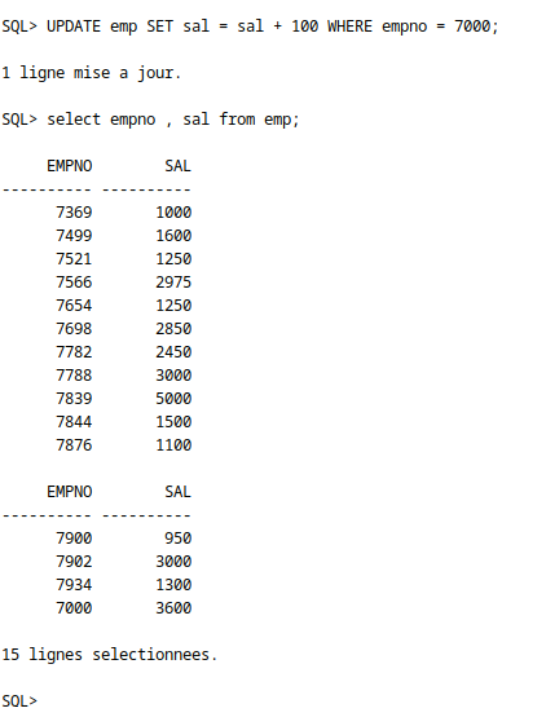 SQL> UPDATE emp SET sal = sal + 100 WHERE empno = 7000;
1 ligne mise a jour.
SQL> select empno , sal from emp;
     EMPNO        SAL
---------- ----------
      7369       1000
      7499       1600
      7521       1250
      7566       2975
      7654       1250
      7698       2850
      7782       2450
      7788       3000
      7839       5000
      7844       1500
      7876       1100
     EMPNO        SAL
---------- ----------
      7900        950
      7902       3000
      7934       1300
      7000       3600
15 lignes selectionnees.
SQL>